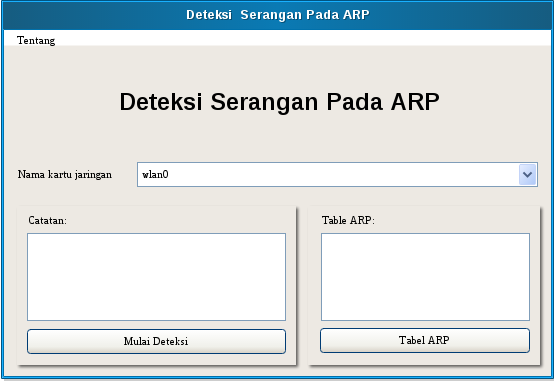 Deteksi Serangan Pada ARP
Tentang
Deteksi Serangan Pada ARP
Nama kartu jaringan
wlan0
Catatan:
Table ARP:
Mulai Deteksi
Tabel ARP